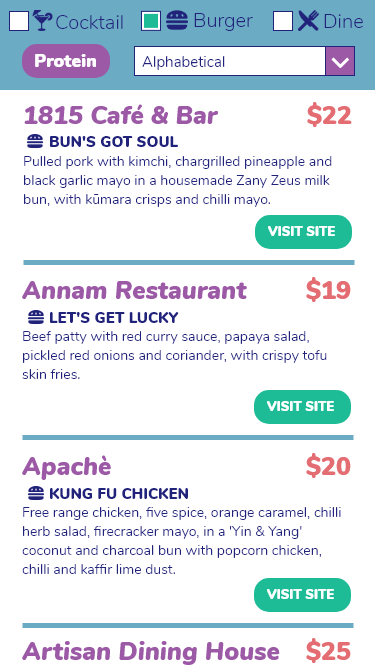 Cocktail Burger Dine
Protein Alphabetical
1815 Café & Bar $22
BUN'S GOT SOUL
Pulled pork with kimchi, chargrilled pineapple and
black garlic mayo in a housemade Zany Zeus milk
bun, with kūmara crisps and chilli mayo.
VISIT SITE
Annam Restaurant $19
LET'S GET LUCKY
Beef patty with red curry sauce, papaya salad,
pickled red onions and coriander, with crispy tofu
skin fries.
VISIT SITE
Apachè $20
KUNG FU CHICKEN
Free range chicken, five spice, orange caramel, chilli
herb salad, firecracker mayo, in a 'Yin & Yang'
coconut and charcoal bun with popcorn chicken,
chilli and kaffir lime dust.
VISIT SITE
Artisan Dining House $25